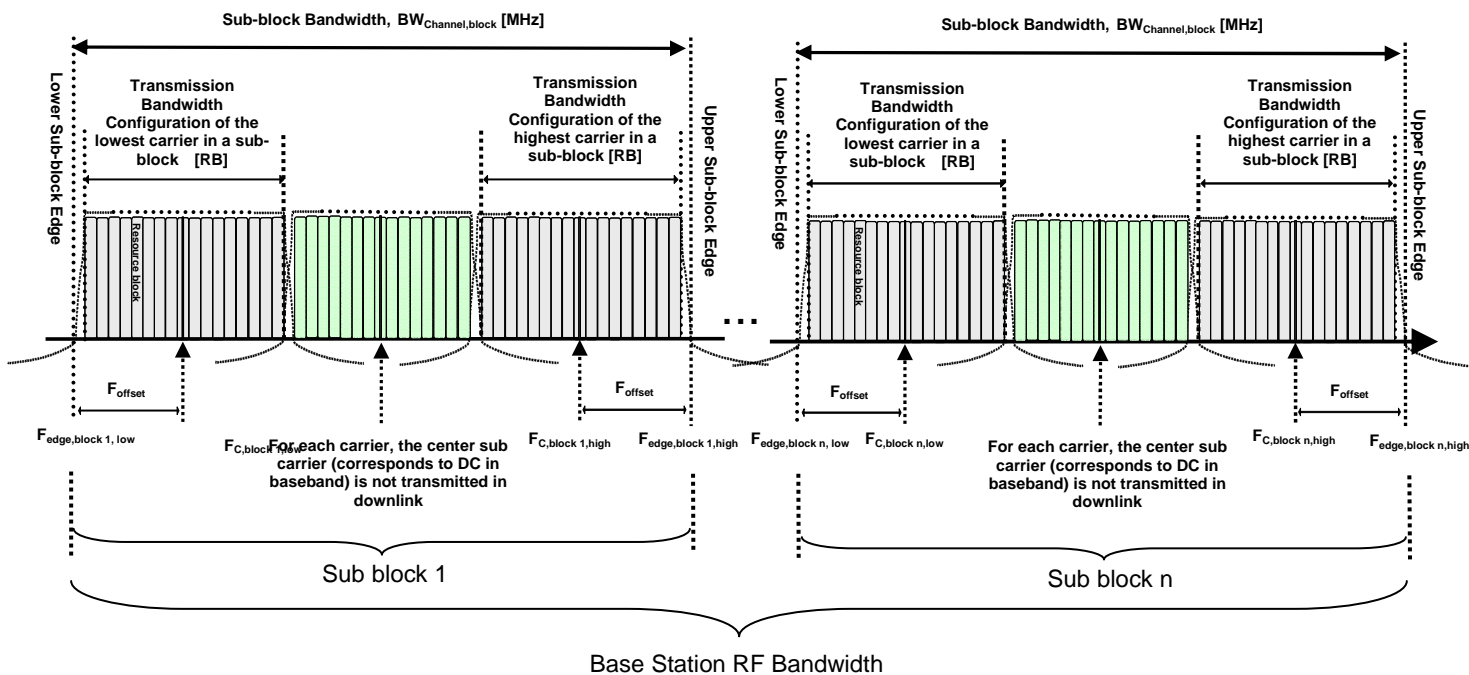 Sub-block Bandwidth, BWChannel,block [MHz]
Sub-block Bandwidth, BWChannel,block [MHz]
Lower Sub-block Edge
Transmission
Bandwidth
Configuration of the
lowest carrier in a sub-
block [RB]
Transmission
Bandwidth
Configuration of the
highest carrier in a
sub-block [RB]
Upper Sub-block Edge
Lower Sub-block Edge
Transmission
Bandwidth
Configuration of the
lowest carrier in a
sub-block [RB]
Transmission
Bandwidth
Configuration of the
highest carrier in a
sub-block [RB]
Upper Sub-block Edge
Resource block
...
Resource block
Foffset
Foffset
Foffset
Foffset
Fedge,block 1, low
FC,block 1,low
FC,block 1,high
Fedge,block 1,high
Fedge,block n, low
FC,block n,low
FC,block n,high
Fedge,block n,high
For each carrier, the center sub
carrier (corresponds to DC in
baseband) is not transmitted in
downlink
For each carrier, the center sub
carrier (corresponds to DC in
baseband) is not transmitted in
downlink
Sub block 1
Sub block n
Base Station RF Bandwidth